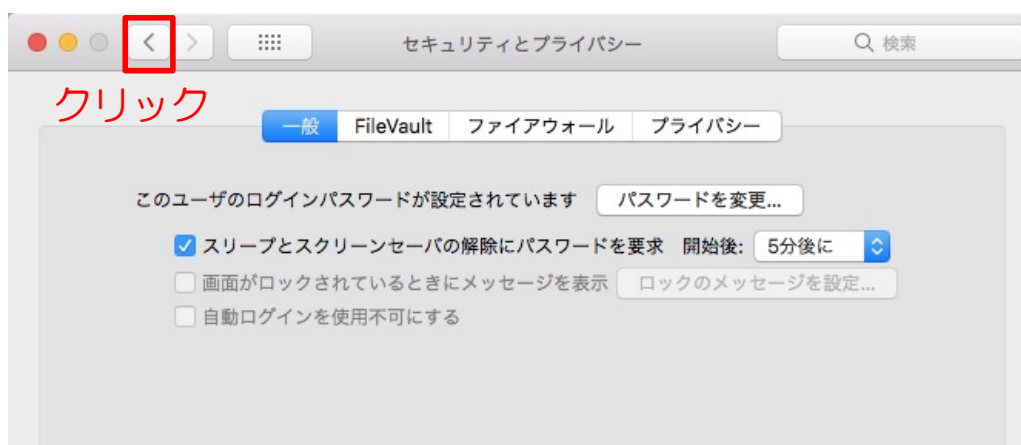 セキュリティとプライバシー
検索
クリック
一般 FileVault ファイアウォール プライバシー
このユーザのログインパスワードが設定されています パスワードを変更...
スリープとスクリーンセーバの解除にパスワードを要求 開始後: 5分後に
画面がロックされているときにメッセージを表示 ロックのメッセージを設定...
自動ログインを使用不可にする